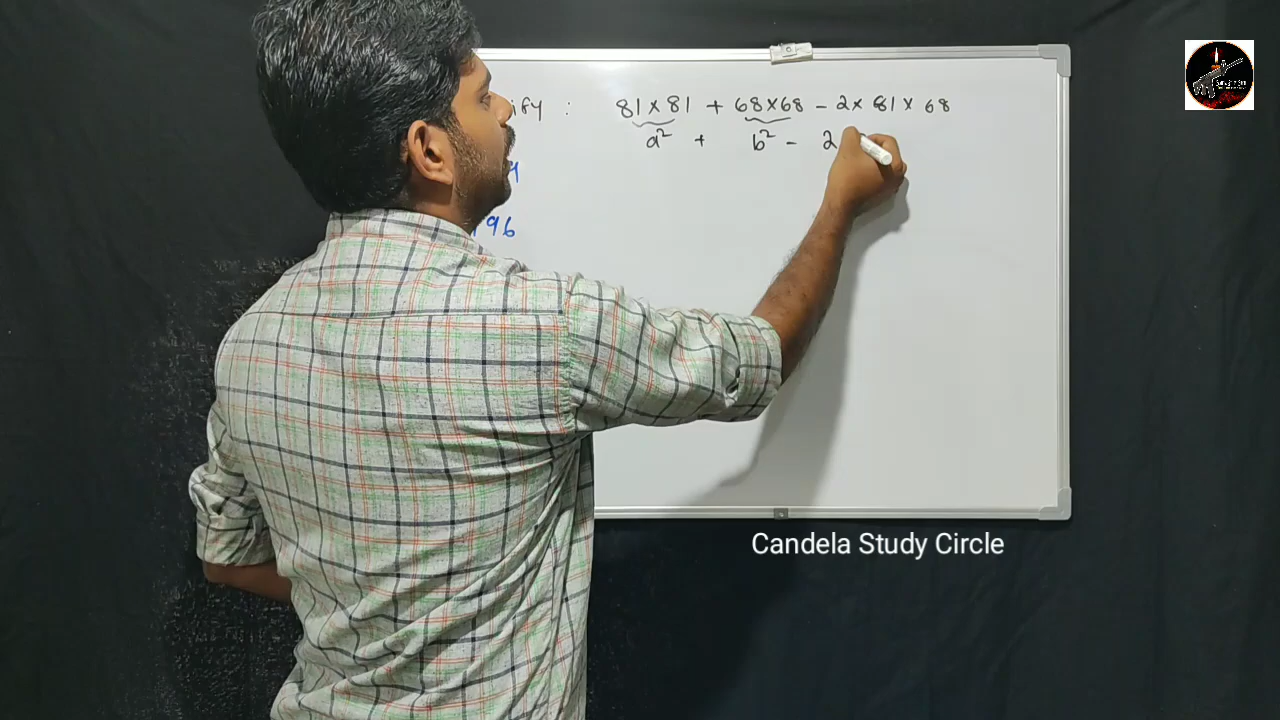 ify : 81 × 81 + 68×68 - 2× 81 × 68
a² + b² - 2
96
Candela Study Circle